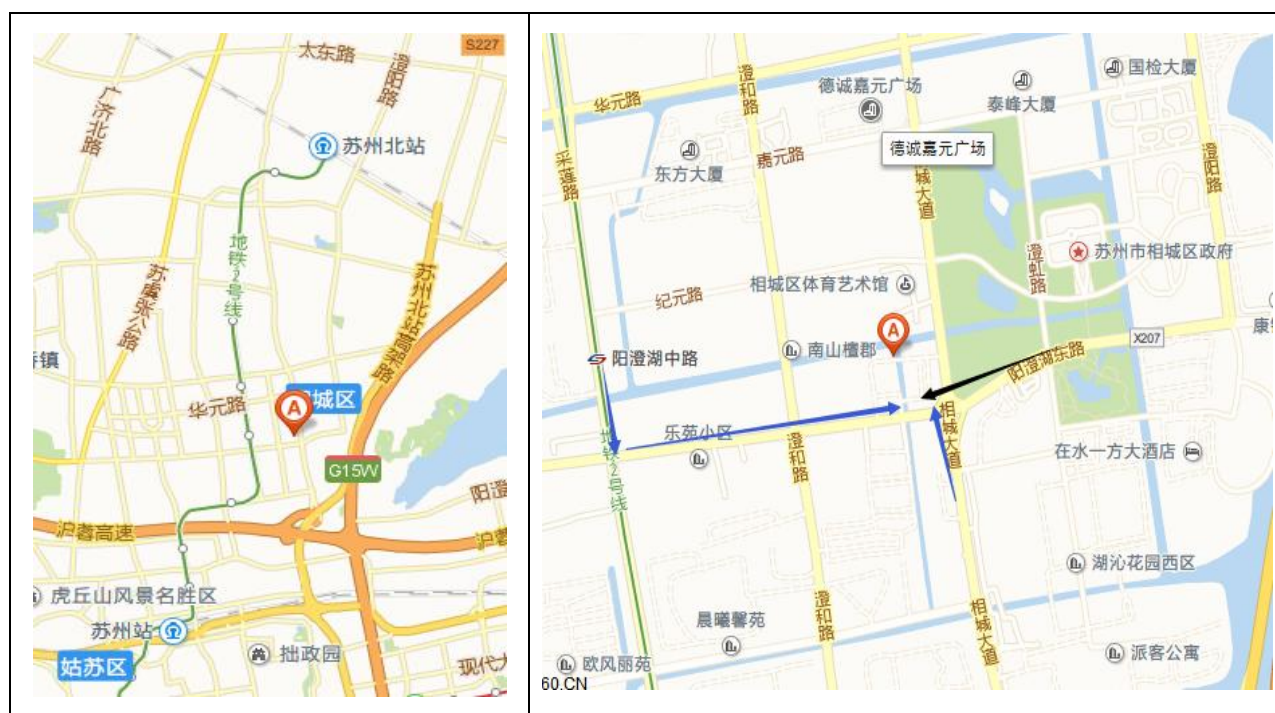 S227
太东路
澄阳路
广济北路
苏州北站
地铁2号线
苏虞张公路
苏州北站高架路
华元路
A
城区
G15W
阳澄
沪蓉高速
沪蓉
虎丘山风景名胜区
苏州站
拙政园
姑苏区
现代大
华元路
澄和路
德诚嘉元广场
泰峰大厦
国检大厦
采莲路
东方大厦
嘉元路
德诚嘉元广场
相城大道
澄阳路
澄虹路
苏州市相城区政府
纪元路
相城区体育艺术馆
A
X207
康
阳澄湖中路
南山檀郡
阳澄湖东路
乐苑小区
地铁2号线
澄和路
相城大道
在水一方大酒店
湖沁花园西区
澄和路
晨曦馨苑
相城大道
欧风丽苑
派客公寓
60.CN